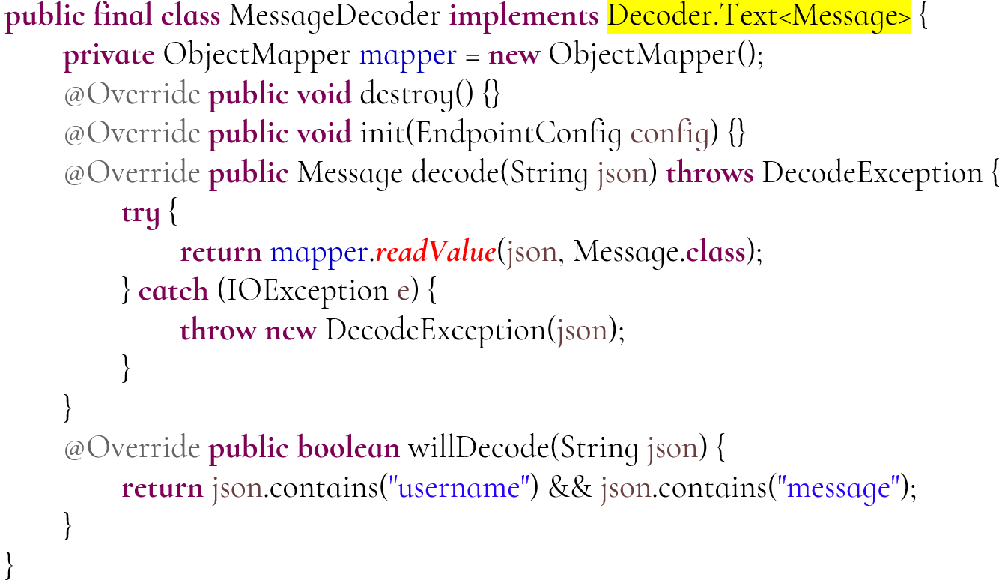 public final class MessageDecoder implements Decoder.Text<Message> {
private ObjectMapper mapper = new ObjectMapper();
@Override public void destroy() {}
@Override public void init(EndpointConfig config) {}
@Override public Message decode(String json) throws DecodeException {
try {
return mapper.readValue(json, Message.class);
} catch (IOException e) {
throw new DecodeException(json);
}
}
@Override public boolean willDecode(String json) {
return json.contains("username") && json.contains("message");
}
}